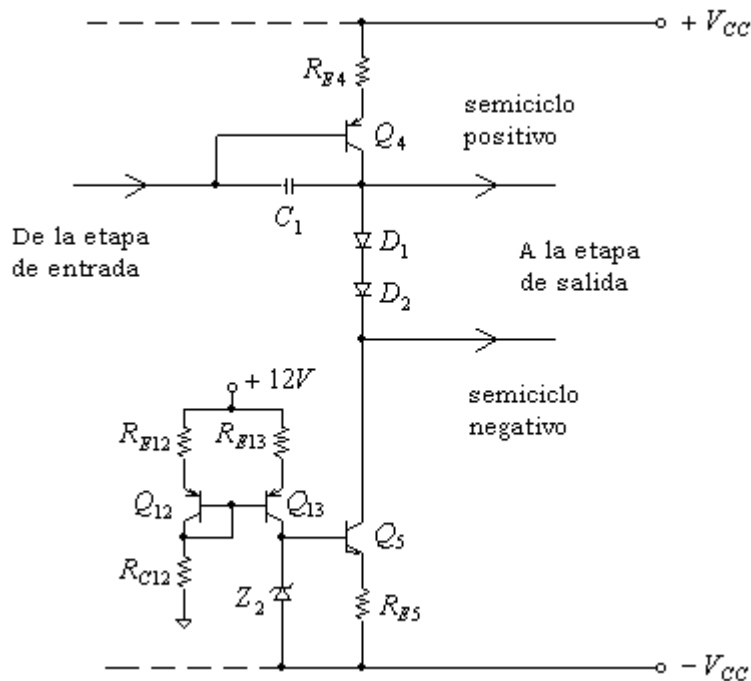 + V_CC
R_E4
semiciclo
positivo
Q_4
C_1
De la etapa
de entrada
D_1
A la etapa
de salida
D_2
+ 12V
semiciclo
negativo
R_E12
R_E13
Q_12
Q_13
Q_5
R_C12
Z_2
R_E5
- V_CC